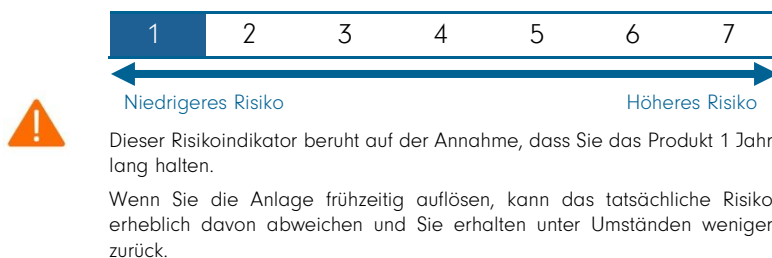 1 2 3 4 5 6 7
Niedrigeres Risiko Höheres Risiko
Dieser Risikoindikator beruht auf der Annahme, dass Sie das Produkt 1 Jahr
lang halten.
Wenn Sie die Anlage frühzeitig auflösen, kann das tatsächliche Risiko
erheblich davon abweichen und Sie erhalten unter Umständen weniger
zurück.